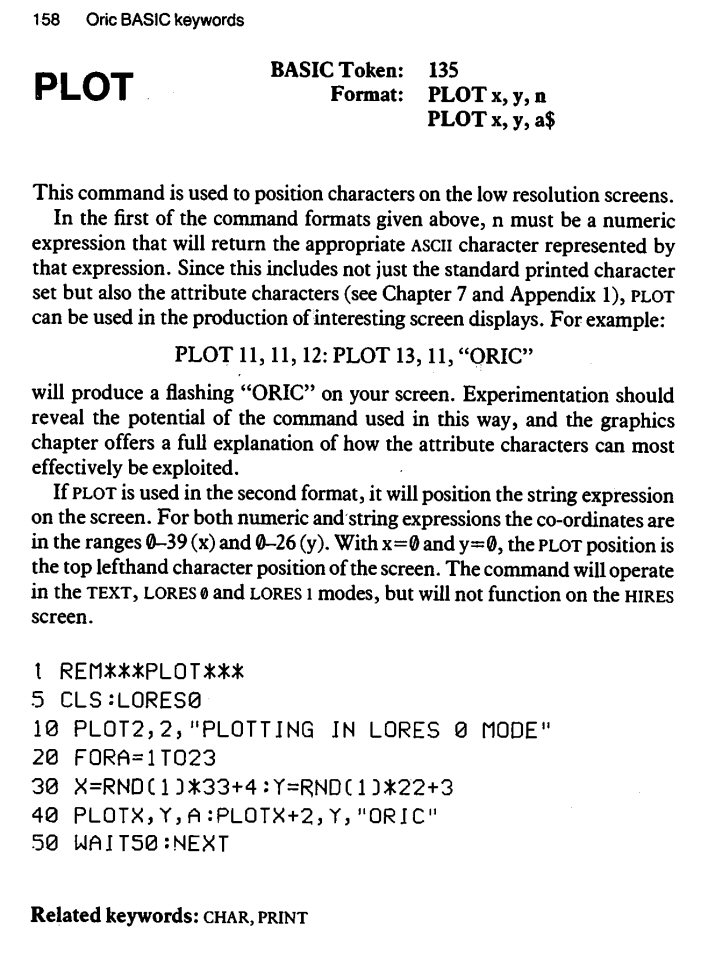 158 Oric BASIC keywords
PLOT
BASIC Token: 135
Format: PLOT x, y, n
PLOT x, y, a$
This command is used to position characters on the low resolution screens.
In the first of the command formats given above, n must be a numeric
expression that will return the appropriate ASCII character represented by
that expression. Since this includes not just the standard printed character
set but also the attribute characters (see Chapter 7 and Appendix 1), PLOT
can be used in the production of interesting screen displays. For example:
PLOT 11, 11, 12: PLOT 13, 11, “ORIC”
will produce a flashing “ORIC” on your screen. Experimentation should
reveal the potential of the command used in this way, and the graphics
chapter offers a full explanation of how the attribute characters can most
effectively be exploited.
If PLOT is used in the second format, it will position the string expression
on the screen. For both numeric and string expressions the co-ordinates are
in the ranges 0–39 (x) and 0–26 (y). With x=0 and y=0, the PLOT position is
the top lefthand character position of the screen. The command will operate
in the TEXT, LORES 0 and LORES 1 modes, but will not function on the HIRES
screen.
1 REM***PLOT***
5 CLS:LORES0
10 PLOT2,2,"PLOTTING IN LORES 0 MODE"
20 FORA=1TO23
30 X=RND(1)*33+4:Y=RND(1)*22+3
40 PLOTX,Y,A:PLOTX+2,Y,"ORIC"
50 WAIT50:NEXT
Related keywords: CHAR, PRINT